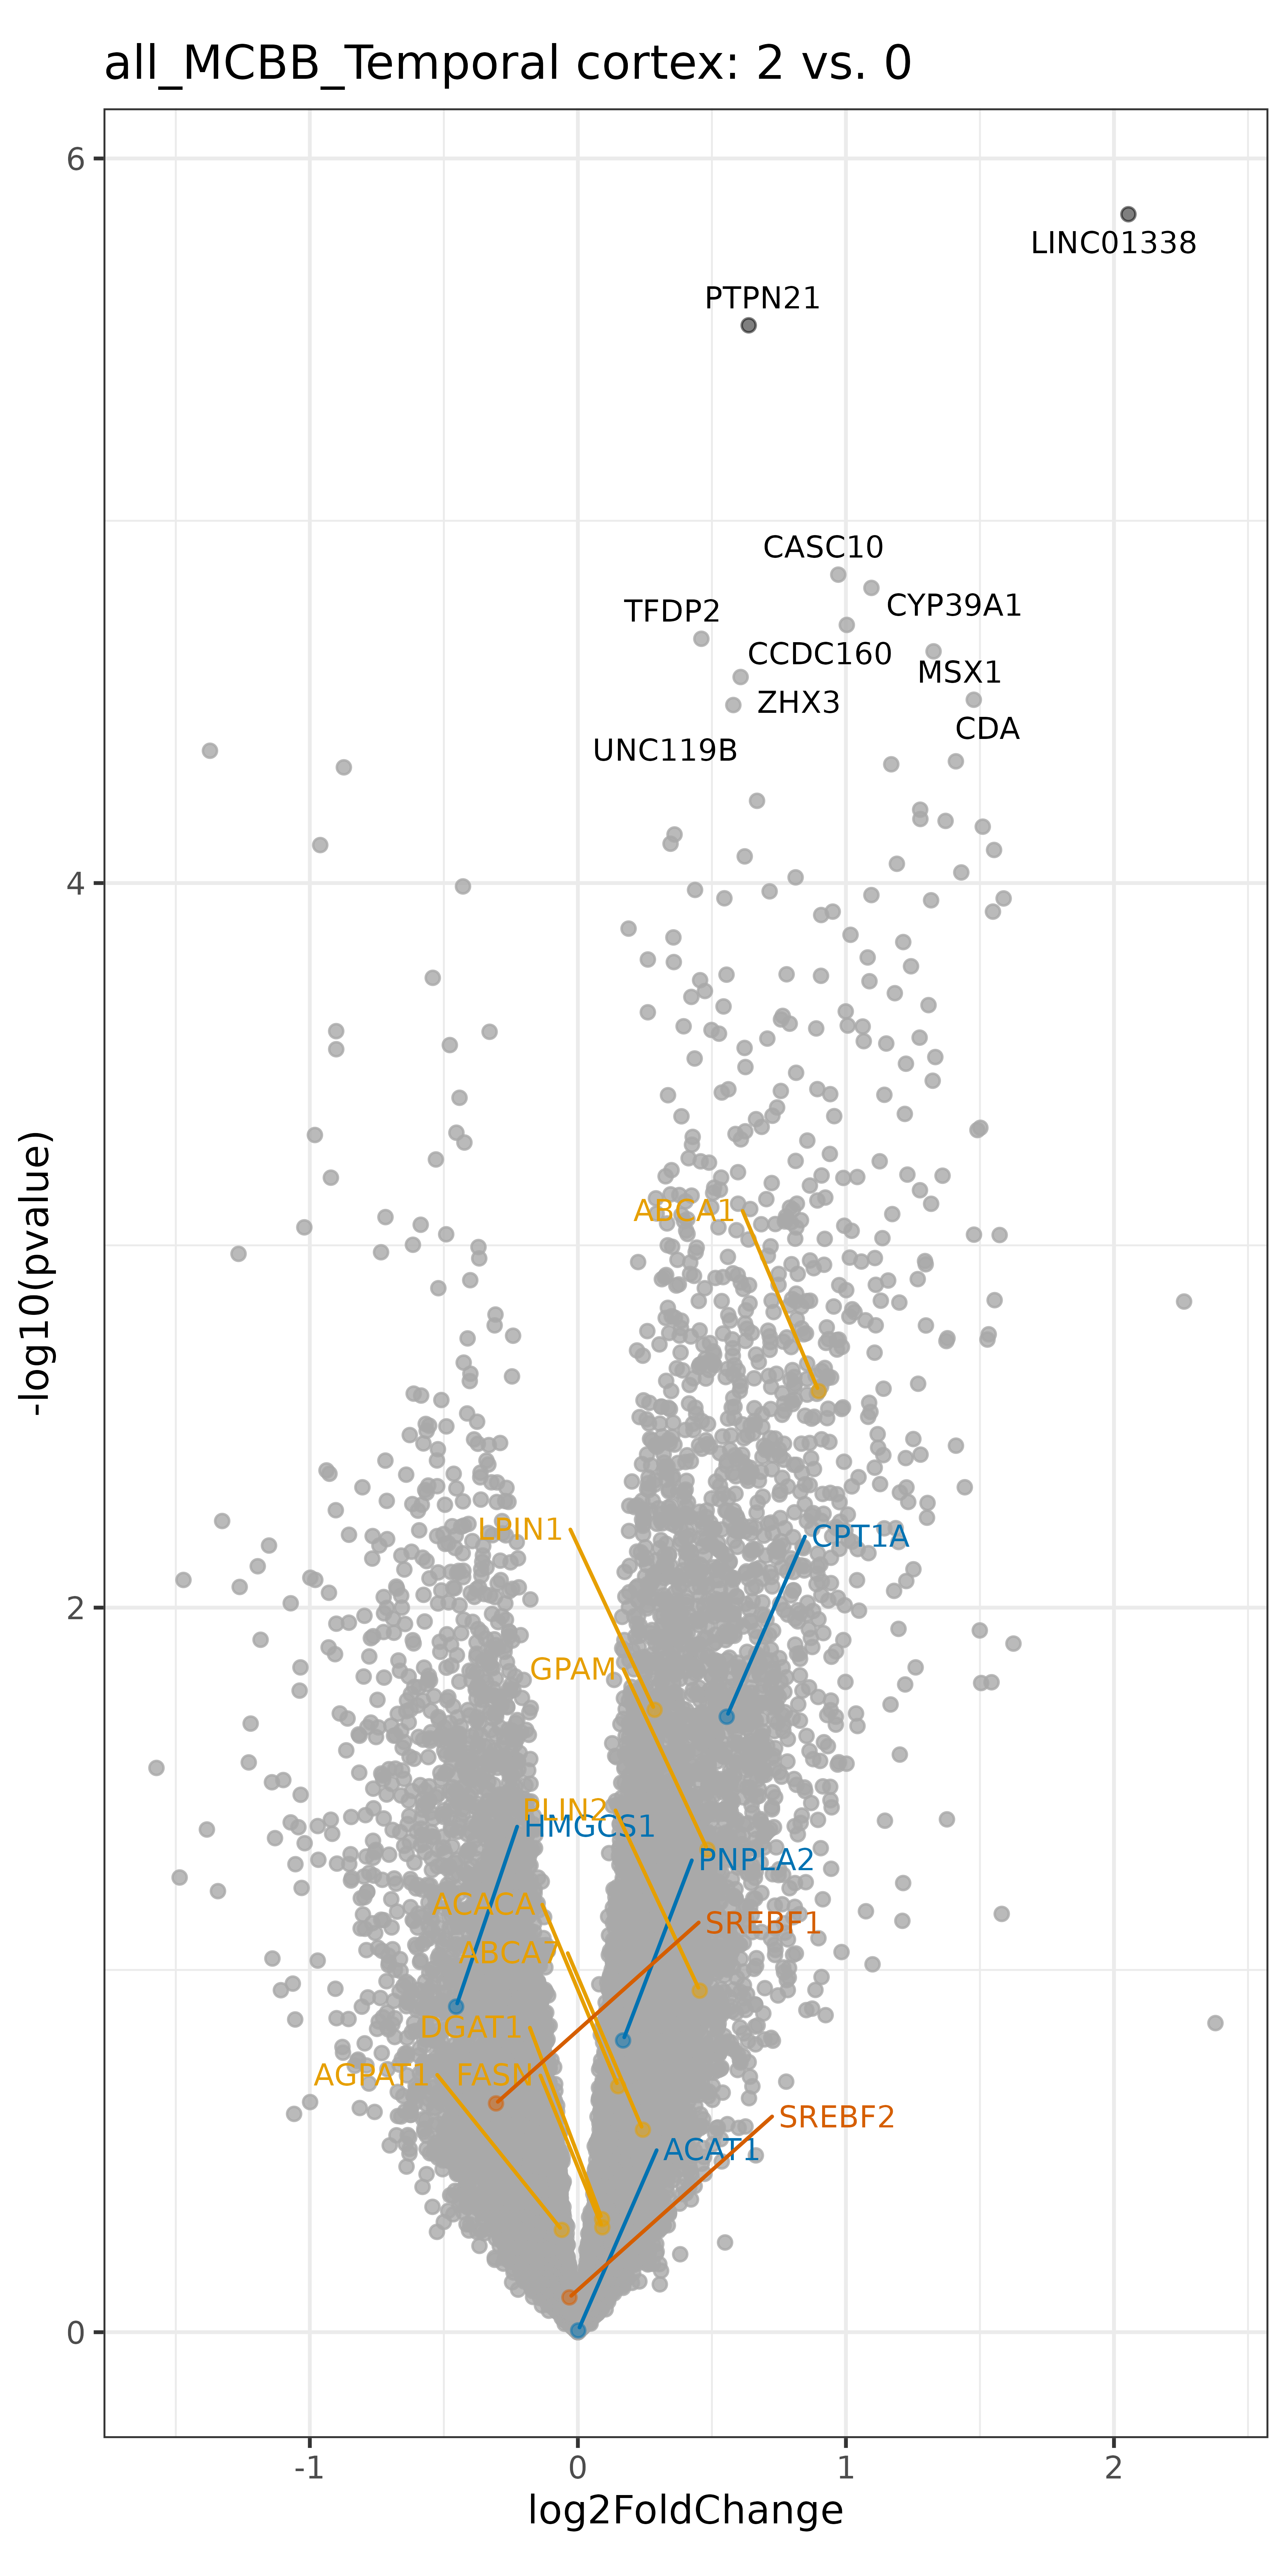 all_MCBB_Temporal cortex: 2 vs. 0
6
LINC01338
PTPN21
CASC10
CYP39A1
TFDP2
CCDC160
MSX1
ZHX3
CDA
UNC119B
4
ABCA1
-log10(pvalue)
LPIN1
CPT1A
2
GPAM
PLIN2
HMGCS1
PNPLA2
ACACA
SREBF1
ABCA7
DGAT1
AGPAT1
FASN
SREBF2
ACAT1
0
-1
0
1
2
log2FoldChange